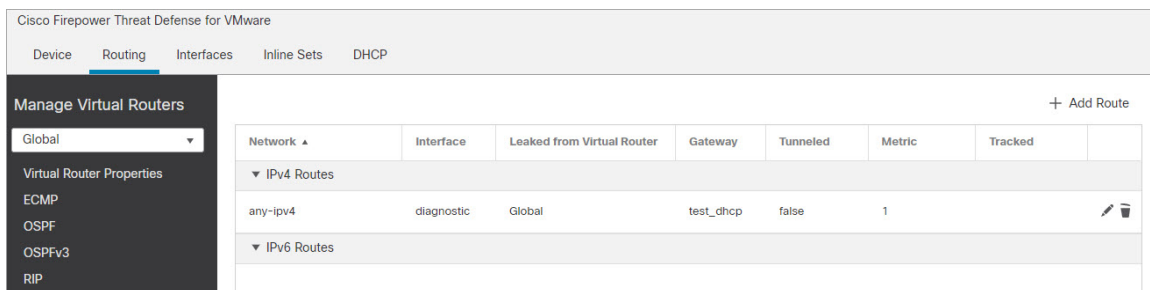 Cisco Firepower Threat Defense for VMware
Device Routing Interfaces Inline Sets DHCP
Manage Virtual Routers
Global
Virtual Router Properties
ECMP
OSPF
OSPFv3
RIP
+ Add Route
Network Interface Leaked from Virtual Router Gateway Tunneled Metric Tracked
IPv4 Routes
any-ipv4 diagnostic Global test_dhcp false 1
IPv6 Routes